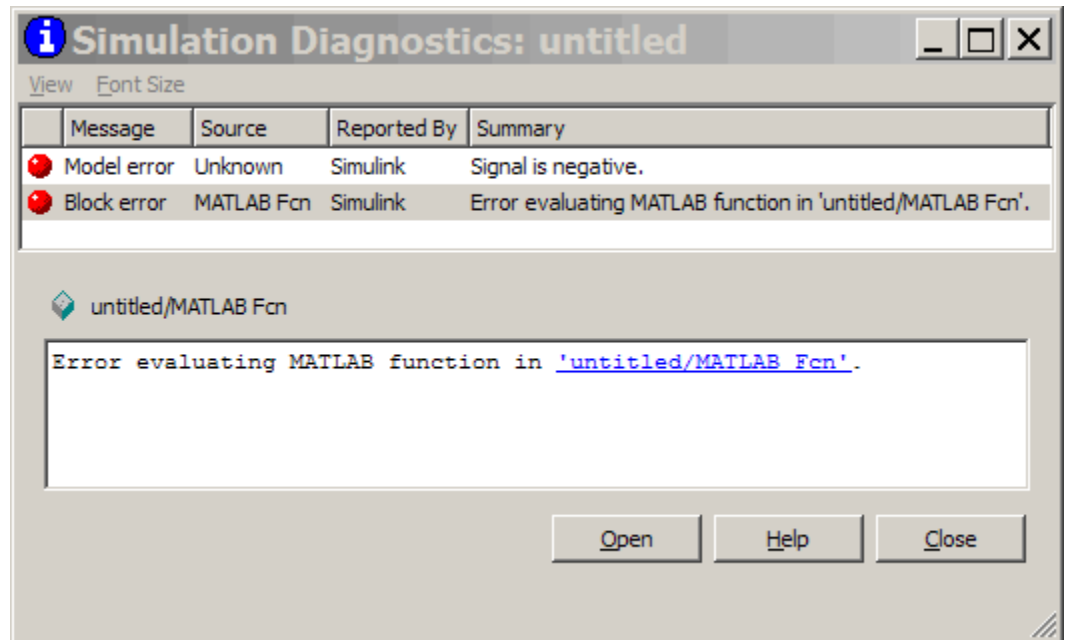 Simulation Diagnostics: untitled
View Font Size
Message Source Reported By Summary
Model error Unknown Simulink Signal is negative.
Block error MATLAB Fcn Simulink Error evaluating MATLAB function in 'untitled/MATLAB Fcn'.
untitled/MATLAB Fcn
Error evaluating MATLAB function in 'untitled/MATLAB Fcn'.
Open Help Close